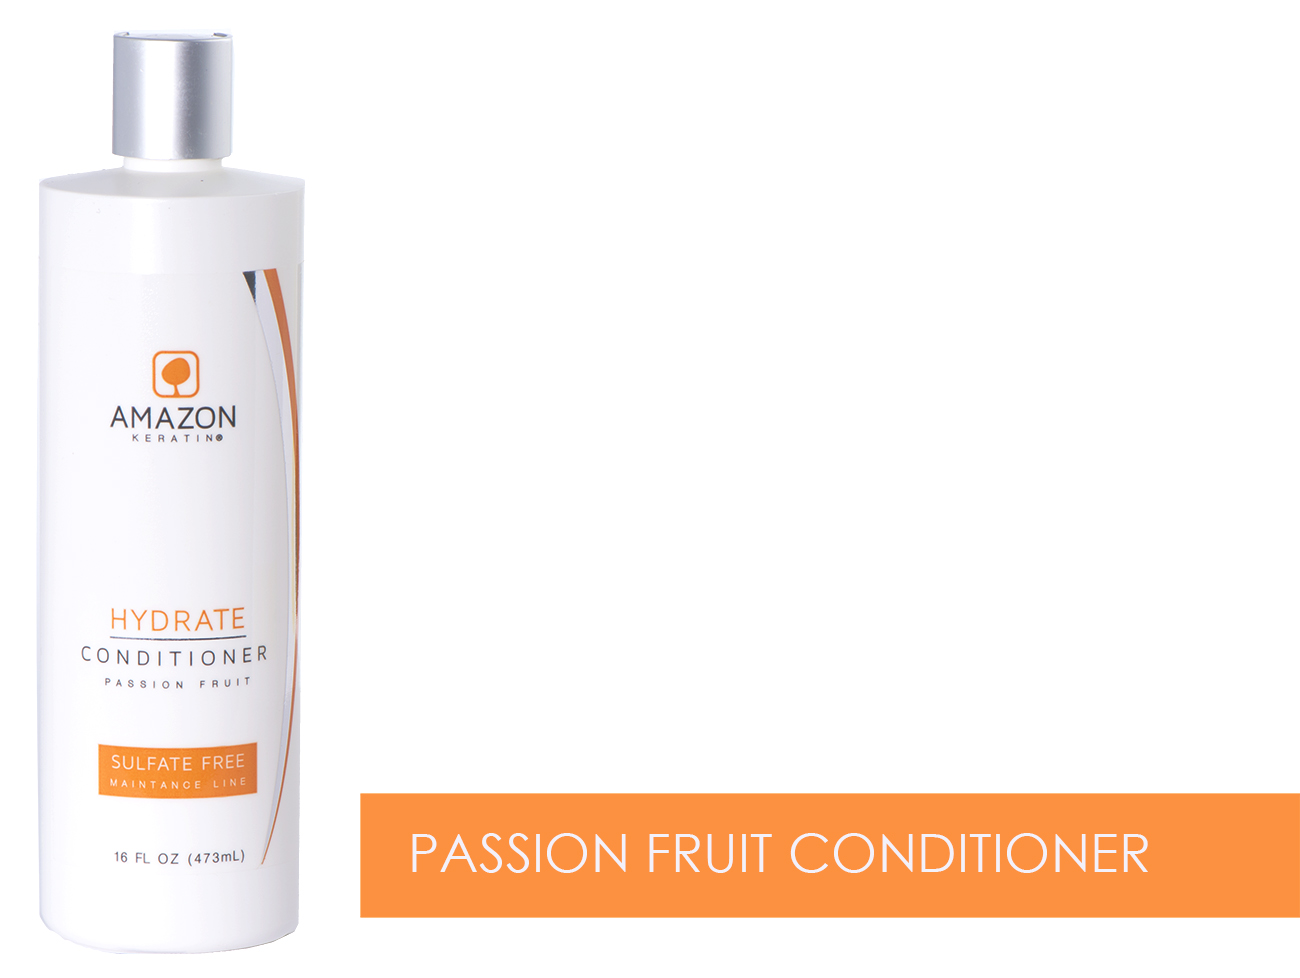 AMAZON
KERATIN®
HYDRATE
CONDITIONER
PASSION FRUIT
SULFATE FREE
MAINTANCE LINE
16 FL OZ (473mL)
PASSION FRUIT CONDITIONER